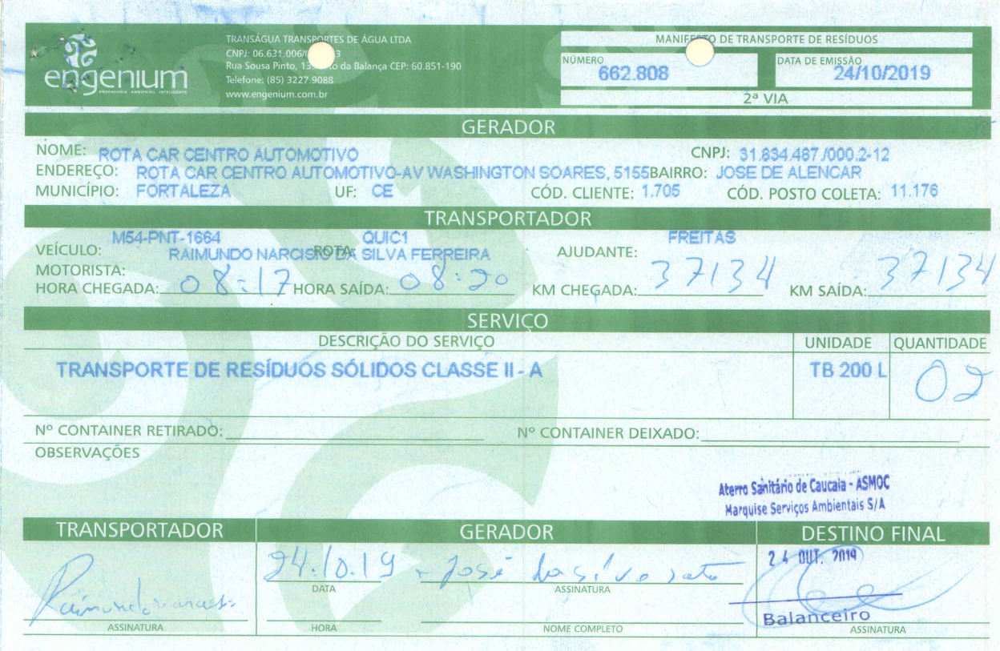 engenium
ENGENHARIA AMBIENTAL INTELIGENTE
TRANSÁGUA TRANSPORTES DE ÁGUA LTDA
CNPJ: 06.631.006/ 3
Rua Sousa Pinto, 13 to da Balança CEP: 60.851-190
Telefone: (85) 3227.9088
www.engenium.com.br
MANIFESTO DE TRANSPORTE DE RESÍDUOS
NÚMERO 662.808
DATA DE EMISSÃO 24/10/2019
2ª VIA
GERADOR
NOME: ROTA CAR CENTRO AUTOMOTIVO CNPJ: 31.834.487/000.2-12
ENDEREÇO: ROTA CAR CENTRO AUTOMOTIVO-AV WASHINGTON SOARES, 5155 BAIRRO: JOSE DE ALENCAR
MUNICÍPIO: FORTALEZA UF: CE CÓD. CLIENTE: 1.705 CÓD. POSTO COLETA: 11.176
TRANSPORTADOR
VEÍCULO: M54-PNT-1664 ROTA: QUIC1 AJUDANTE: FREITAS
MOTORISTA: RAIMUNDO NARCISIO DA SILVA FERREIRA
HORA CHEGADA: 08:17 HORA SAÍDA: 08:20 KM CHEGADA: 37134 KM SAÍDA: 37134
SERVIÇO
DESCRIÇÃO DO SERVIÇO UNIDADE QUANTIDADE
TRANSPORTE DE RESÍDUOS SÓLIDOS CLASSE II - A TB 200 L 02
Nº CONTAINER RETIRADO: Nº CONTAINER DEIXADO:
OBSERVAÇÕES
Aterro Sanitário de Caucaia - ASMOC
Marquise Serviços Ambientais S/A
TRANSPORTADOR GERADOR DESTINO FINAL
24 OUT. 2019
24.10.19 José da silva
DATA ASSINATURA
Raimundo
Balanceiro
ASSINATURA HORA NOME COMPLETO ASSINATURA